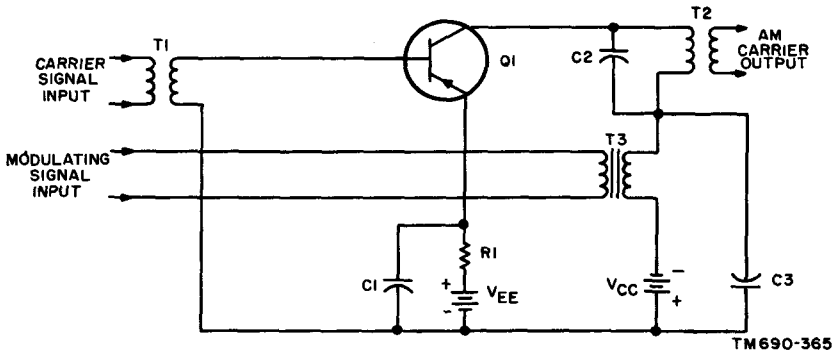 T1
CARRIER
SIGNAL
INPUT
Q1
C2
T2
AM
CARRIER
OUTPUT
T3
MODULATING
SIGNAL
INPUT
C1
R1
+
VEE
-
VCC
-
+
C3
TM690-365